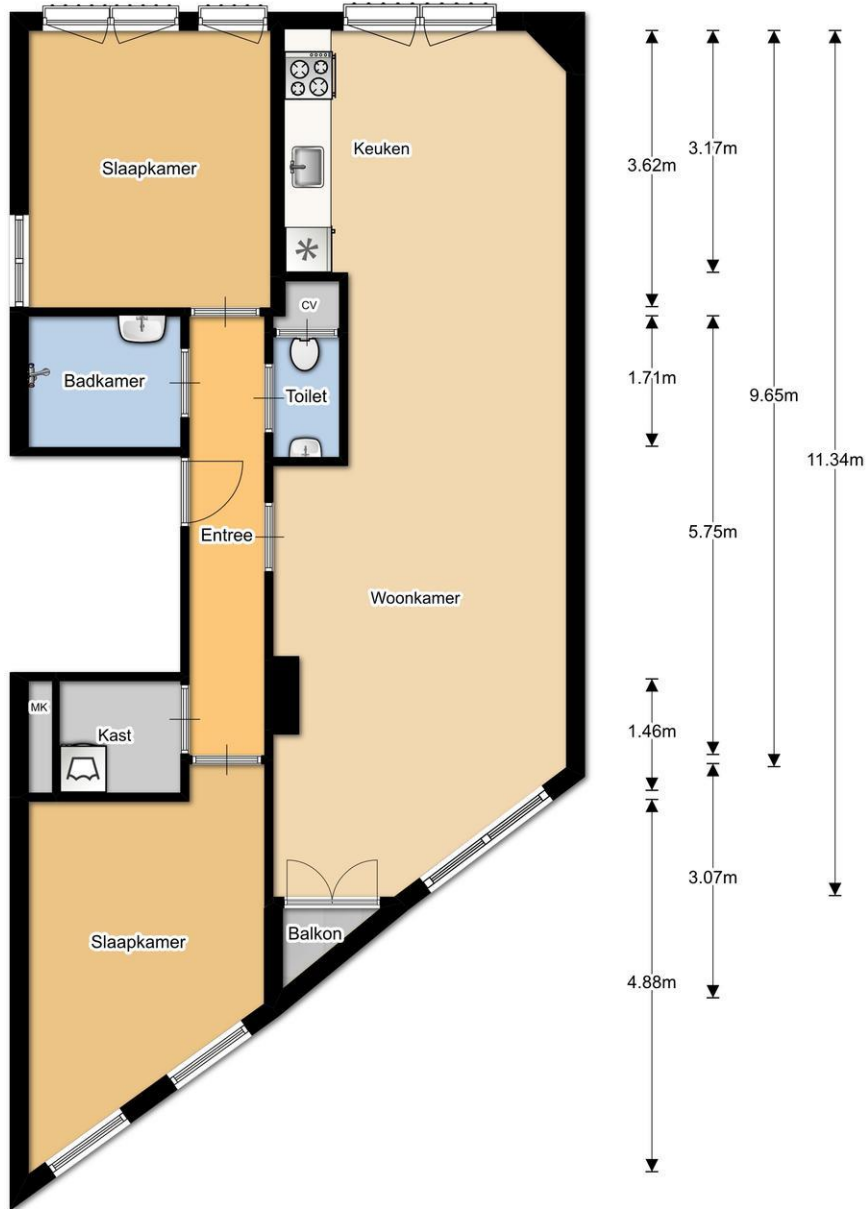 Slaapkamer
Keuken
CV
Badkamer
Toilet
Entree
Woonkamer
MK
Kast
Slaapkamer
Balkon
3.62m
3.17m
1.71m
9.65m
11.34m
5.75m
1.46m
3.07m
4.88m